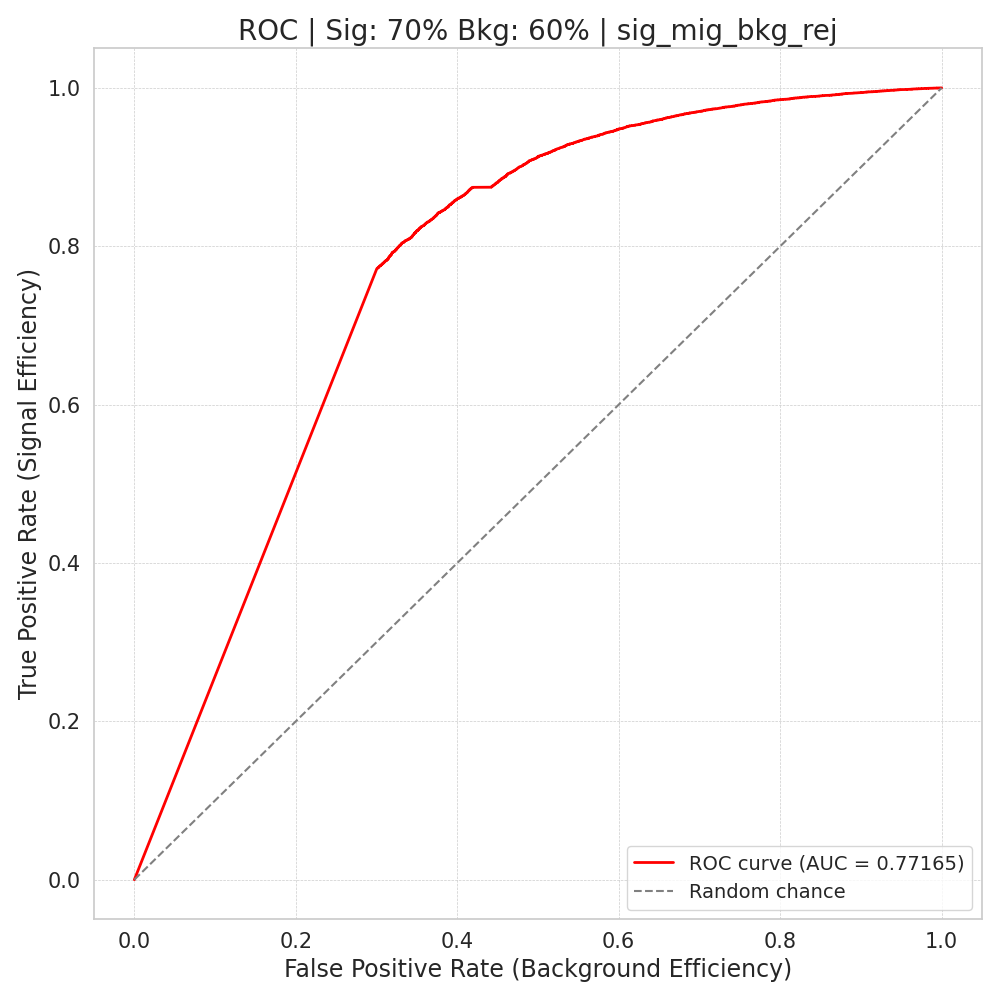 ROC | Sig: 70% Bkg: 60% | sig_mig_bkg_rej
True Positive Rate (Signal Efficiency)
1.0
0.8
0.6
0.4
0.2
0.0
ROC curve (AUC = 0.77165)
Random chance
0.0 0.2 0.4 0.6 0.8 1.0
False Positive Rate (Background Efficiency)